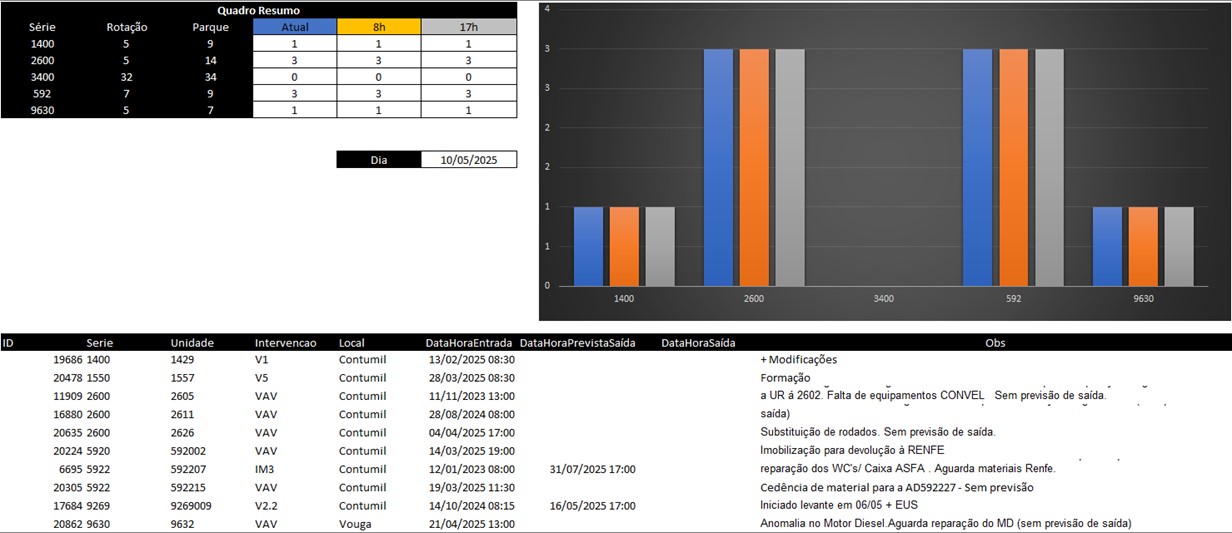 Quadro Resumo
Série Rotação Parque Atual 8h 17h
1400 5 9 1 1 1
2600 5 14 3 3 3
3400 32 34 0 0 0
592 7 9 3 3 3
9630 5 7 1 1 1
Dia 10/05/2025
4
3
3
2
2
1
1
0
1400 2600 3400 592 9630
ID Serie Unidade Intervencao Local DataHoraEntrada DataHoraPrevistaSaída DataHoraSaída Obs
19686 1400 1429 V1 Contumil 13/02/2025 08:30 + Modificações
20478 1550 1557 V5 Contumil 28/03/2025 08:30 Formação
11909 2600 2605 VAV Contumil 11/11/2023 13:00 a UR á 2602. Falta de equipamentos CONVEL Sem previsão de saída.
16880 2600 2611 VAV Contumil 28/08/2024 08:00 saída)
20635 2600 2626 VAV Contumil 04/04/2025 17:00 Substituição de rodados. Sem previsão de saída.
20224 5920 592002 VAV Contumil 14/03/2025 19:00 Imobilização para devolução à RENFE
6695 5922 592207 IM3 Contumil 12/01/2023 08:00 31/07/2025 17:00 reparação dos WC's/ Caixa ASFA . Aguarda materiais Renfe.
20305 5922 592215 VAV Contumil 19/03/2025 11:30 Cedência de material para a AD592227 - Sem previsão
17684 9269 9269009 V2.2 Contumil 14/10/2024 08:15 16/05/2025 17:00 Iniciado levante em 06/05 + EUS
20862 9630 9632 VAV Vouga 21/04/2025 13:00 Anomalia no Motor Diesel.Aguarda reparação do MD (sem previsão de saída)